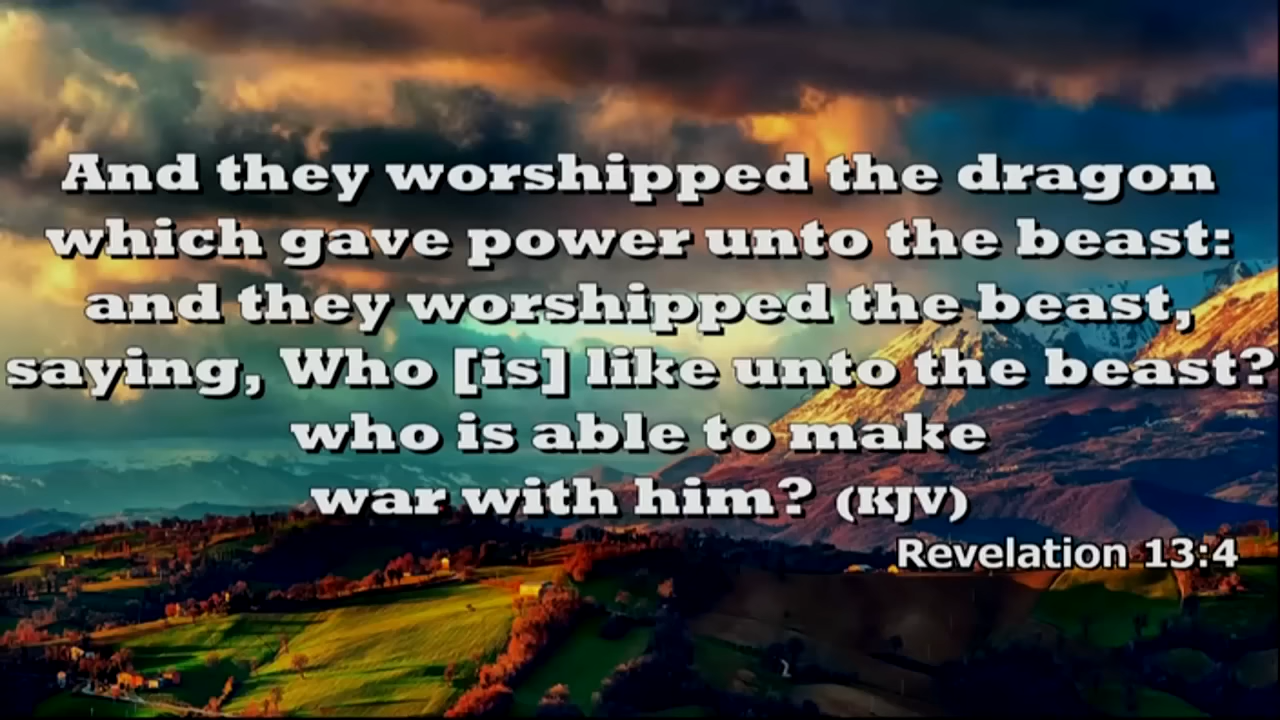 And they worshipped the dragon
which gave power unto the beast:
and they worshipped the beast,
saying, Who [is] like unto the beast?
who is able to make
war with him? (KJV)
Revelation 13:4